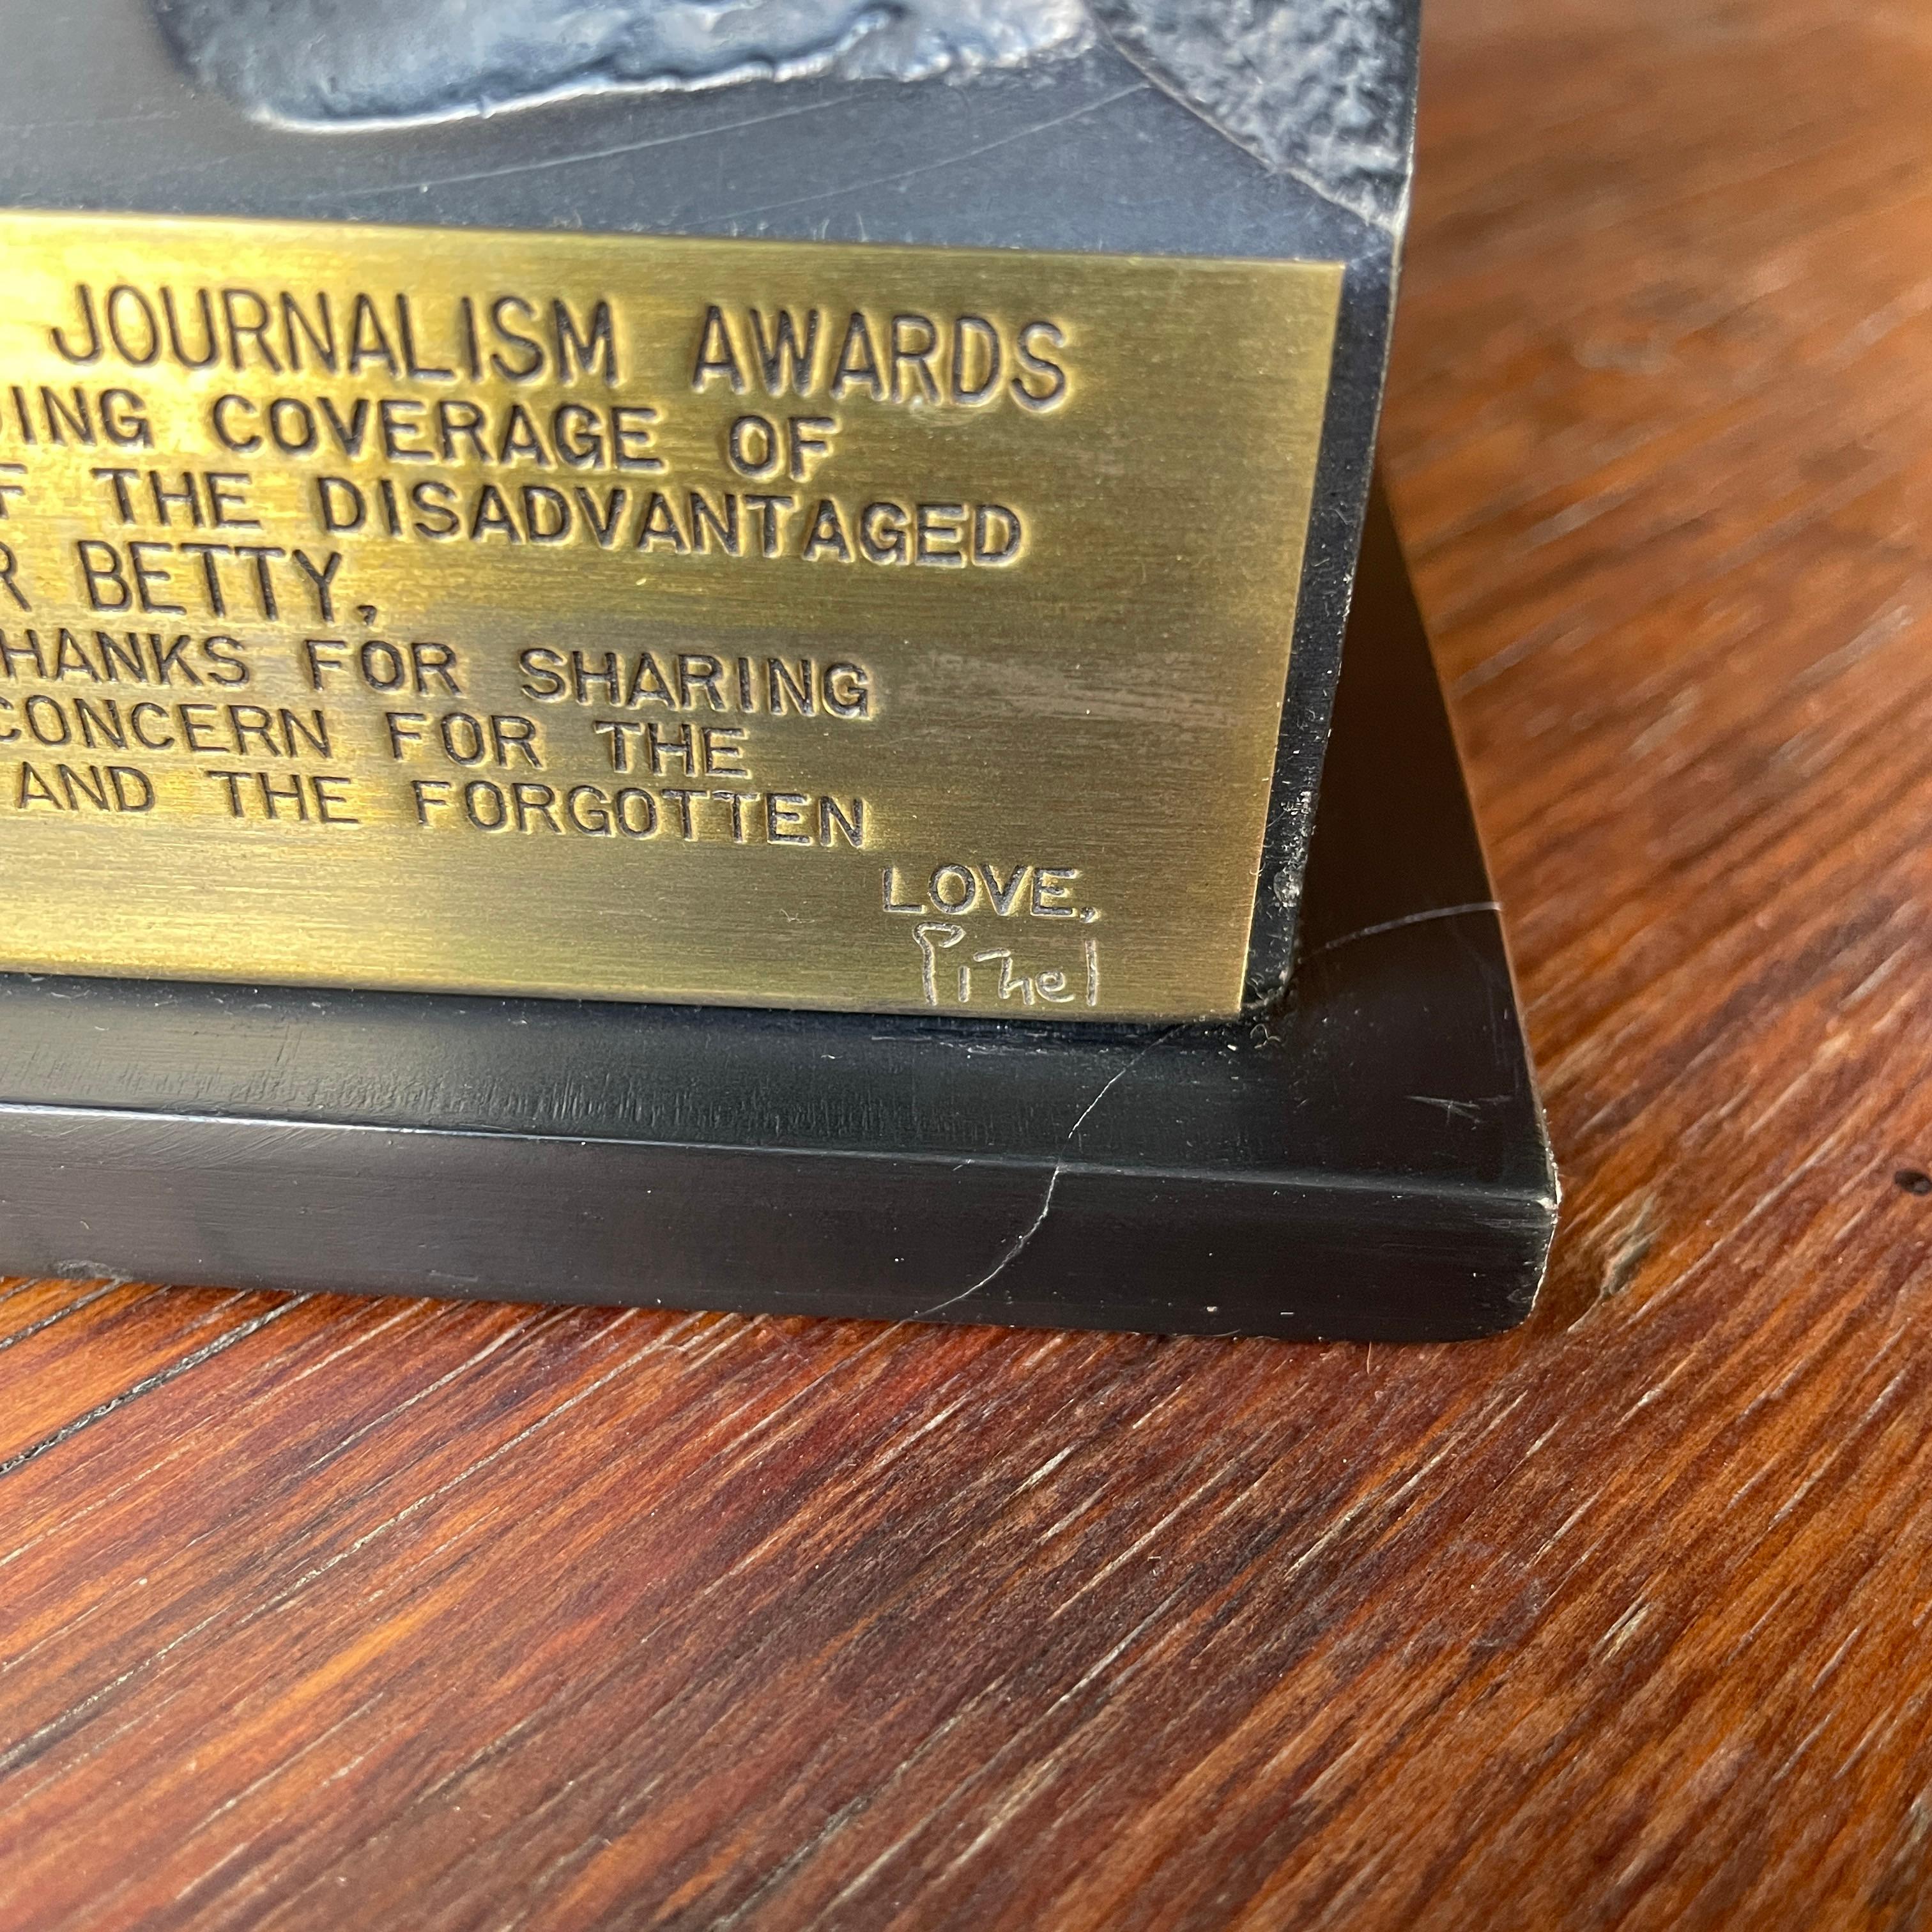 JOURNALISM AWARDS
DING COVERAGE OF
F THE DISADVANTAGED
R BETTY,
HANKS FOR SHARING
CONCERN FOR THE
AND THE FORGOTTEN
LOVE,